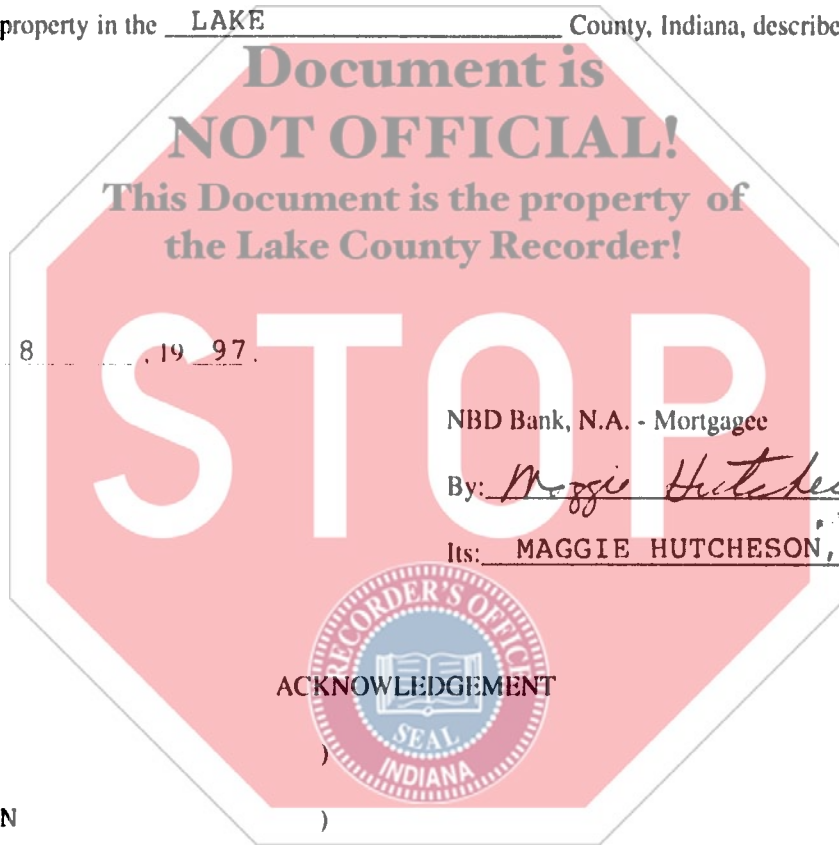 property in the LAKE County, Indiana, describe
Document is
NOT OFFICIAL!
This Document is the property of
the Lake County Recorder!
STOP
8 , 19 97.
NBD Bank, N.A. - Mortgagee
By: Maggie Hutches
Its: MAGGIE HUTCHESON,
RECORDER'S OFFICE
ACKNOWLEDGEMENT
SEAL
INDIANA
)
N )